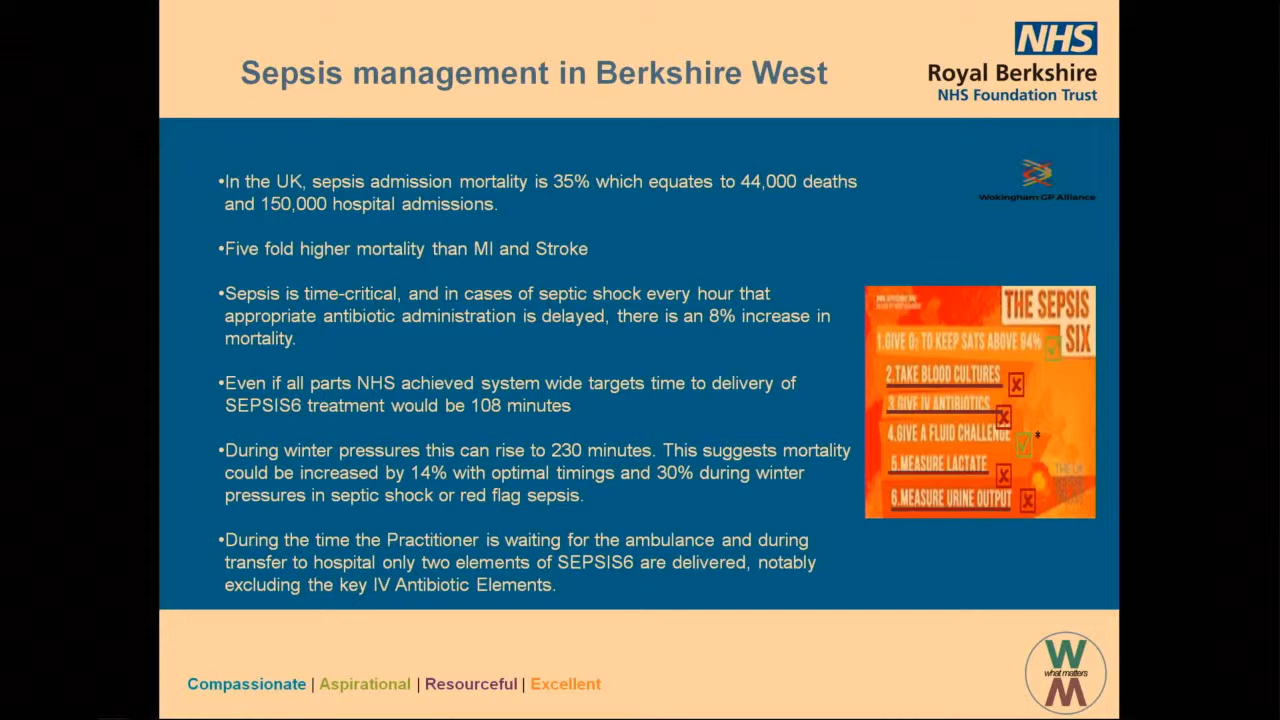 Sepsis management in Berkshire West
NHS
Royal Berkshire
NHS Foundation Trust
•In the UK, sepsis admission mortality is 35% which equates to 44,000 deaths
and 150,000 hospital admissions.
•Five fold higher mortality than MI and Stroke
•Sepsis is time-critical, and in cases of septic shock every hour that
appropriate antibiotic administration is delayed, there is an 8% increase in
mortality.
•Even if all parts NHS achieved system wide targets time to delivery of
SEPSIS6 treatment would be 108 minutes
•During winter pressures this can rise to 230 minutes. This suggests mortality
could be increased by 14% with optimal timings and 30% during winter
pressures in septic shock or red flag sepsis.
•During the time the Practitioner is waiting for the ambulance and during
transfer to hospital only two elements of SEPSIS6 are delivered, notably
excluding the key IV Antibiotic Elements.
Wokingham GP Alliance
THE SEPSIS
SIX
1.GIVE O2 TO KEEP SATS ABOVE 94%
2.TAKE BLOOD CULTURES
3.GIVE IV ANTIBIOTICS
4.GIVE A FLUID CHALLENGE *
5.MEASURE LACTATE
6.MEASURE URINE OUTPUT
Compassionate | Aspirational | Resourceful | Excellent
W
what matters
M